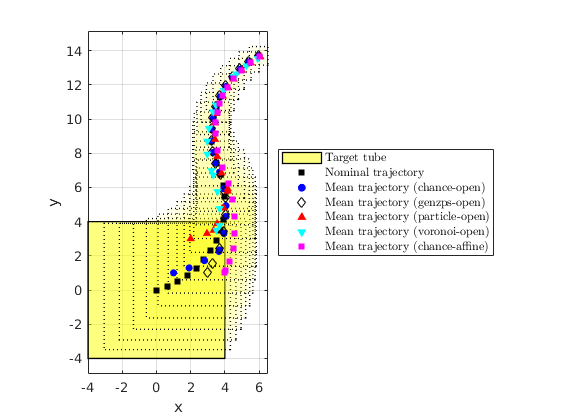 14
12
10
8
6
4
2
0
-2
-4
y
-4 -2 0 2 4 6
x
Target tube
Nominal trajectory
Mean trajectory (chance-open)
Mean trajectory (genzps-open)
Mean trajectory (particle-open)
Mean trajectory (voronoi-open)
Mean trajectory (chance-affine)